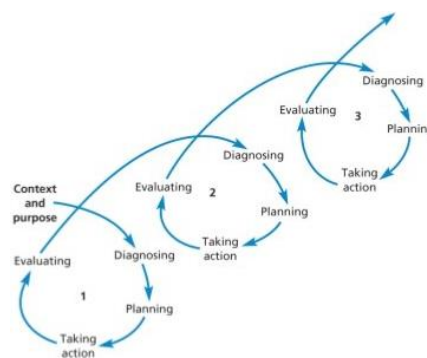 Diagnosing
Evaluating
3
Plannin
Diagnosing
Taking
action
Evaluating
2
Context
and
purpose
Planning
Taking
action
Evaluating
Diagnosing
1
Planning
Taking
action